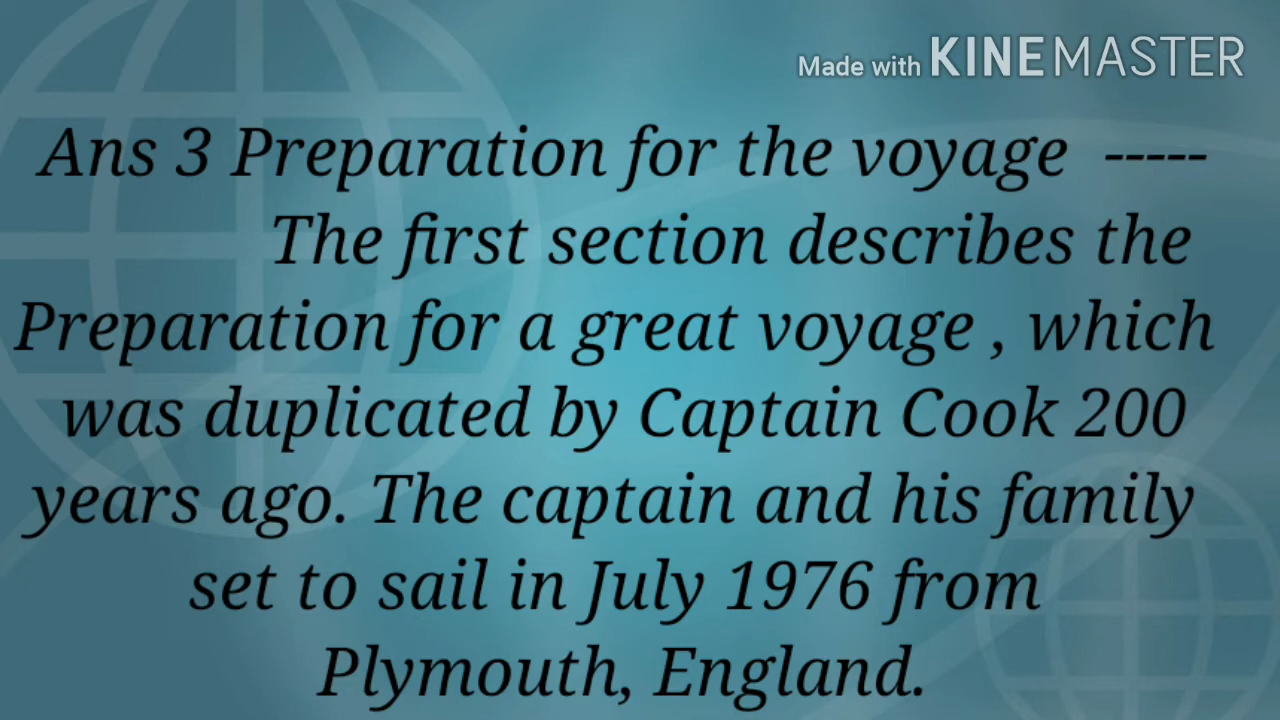 Made with KINEMASTER
Ans 3 Preparation for the voyage -----
The first section describes the
Preparation for a great voyage , which
was duplicated by Captain Cook 200
years ago. The captain and his family
set to sail in July 1976 from
Plymouth, England.